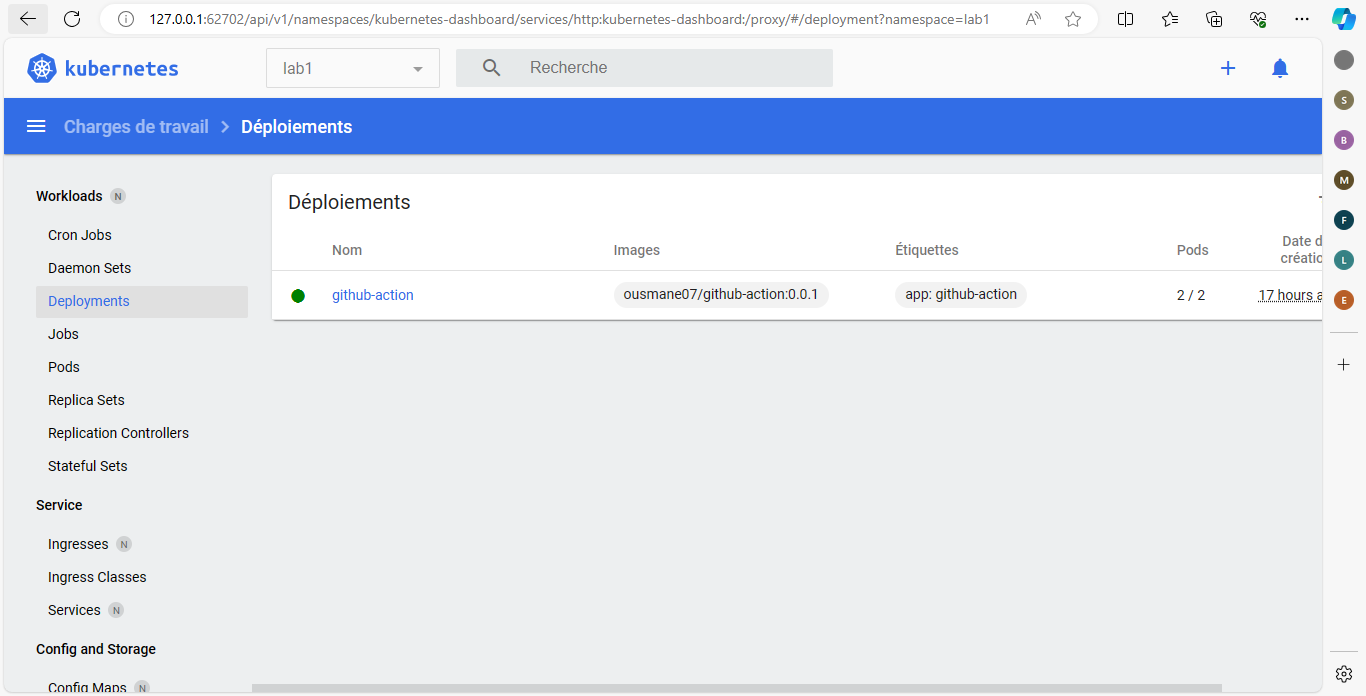 127.0.0.1:62702/api/v1/namespaces/kubernetes-dashboard/services/http:kubernetes-dashboard:/proxy/#/deployment?namespace=lab1
kubernetes
lab1
Recherche
Charges de travail > Déploiements
Workloads N
Cron Jobs
Daemon Sets
Deployments
Jobs
Pods
Replica Sets
Replication Controllers
Stateful Sets
Service
Ingresses N
Ingress Classes
Services N
Config and Storage
Config Maps N
Déploiements
Nom Images Étiquettes Pods Date d
créatio
github-action ousmane07/github-action:0.0.1 app: github-action 2 / 2 17 hours a
S
B
M
F
L
E